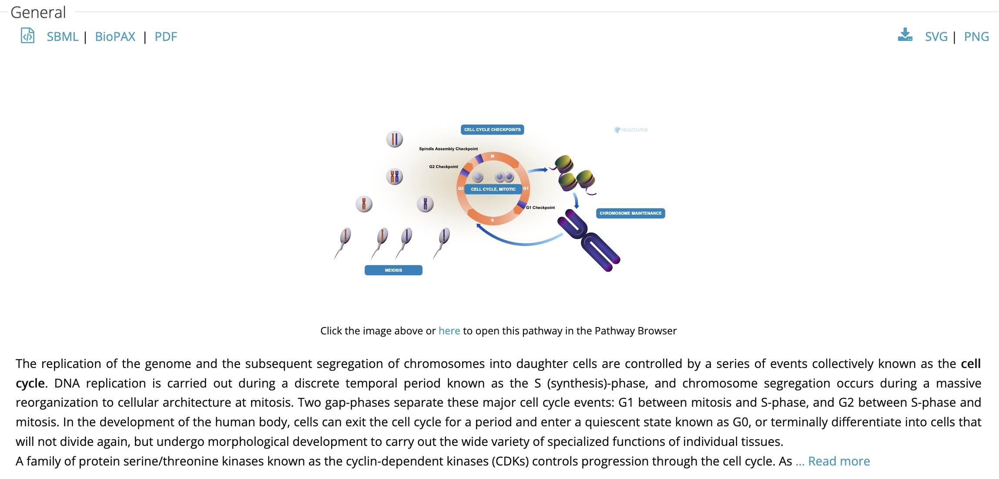 General
SBML | BioPAX | PDF
SVG | PNG
CELL CYCLE CHECKPOINTS
reactome
Spindle Assembly Checkpoint
M
G2 Checkpoint
G2
CELL CYCLE, MITOTIC
G1
G1 Checkpoint
S
CHROMOSOME MAINTENANCE
MEIOSIS
Click the image above or here to open this pathway in the Pathway Browser
The replication of the genome and the subsequent segregation of chromosomes into daughter cells are controlled by a series of events collectively known as the cell
cycle. DNA replication is carried out during a discrete temporal period known as the S (synthesis)-phase, and chromosome segregation occurs during a massive
reorganization to cellular architecture at mitosis. Two gap-phases separate these major cell cycle events: G1 between mitosis and S-phase, and G2 between S-phase and
mitosis. In the development of the human body, cells can exit the cell cycle for a period and enter a quiescent state known as G0, or terminally differentiate into cells that
will not divide again, but undergo morphological development to carry out the wide variety of specialized functions of individual tissues.
A family of protein serine/threonine kinases known as the cyclin-dependent kinases (CDKs) controls progression through the cell cycle. As ... Read more